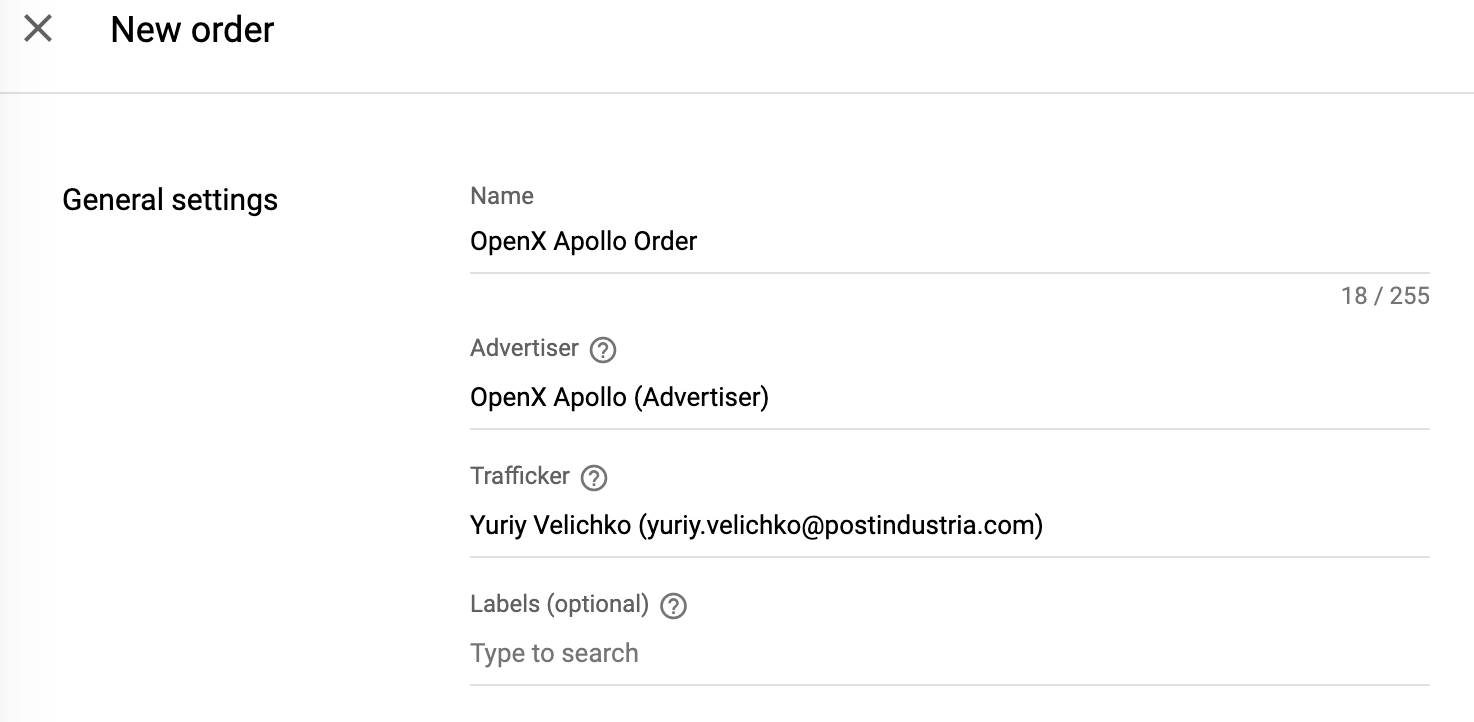 New order
General settings
Name
OpenX Apollo Order
18 / 255
Advertiser
OpenX Apollo (Advertiser)
Trafficker
Yuriy Velichko (yuriy.velichko@postindustria.com)
Labels (optional)
Type to search